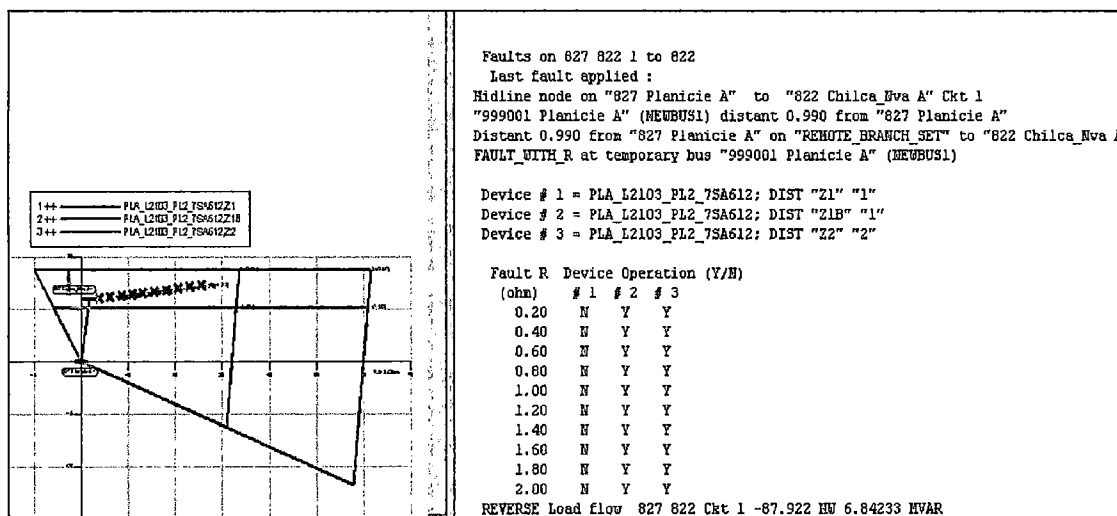 1 ++ PLA_L2103_PL2_7SA612Z1
2 ++ PLA_L2103_PL2_7SA612Z1B
3 ++ PLA_L2103_PL2_7SA612Z2
Faults on 827 822 1 to 822
Last fault applied :
Midline node on "827 Planicie A" to "822 Chilca_Nva A" Ckt 1
"999001 Planicie A" (NEWBUS1) distant 0.990 from "827 Planicie A"
Distant 0.990 from "827 Planicie A" on "REMOTE_BRANCH_SET" to "822 Chilca_Nva A
FAULT_WITH_R at temporary bus "999001 Planicie A" (NEWBUS1)
Device # 1 = PLA_L2103_PL2_7SA612; DIST "Z1" "1"
Device # 2 = PLA_L2103_PL2_7SA612; DIST "Z1B" "1"
Device # 3 = PLA_L2103_PL2_7SA612; DIST "Z2" "2"
Fault R Device Operation (Y/N)
(ohm) # 1 # 2 # 3
0.20 N Y Y
0.40 N Y Y
0.60 N Y Y
0.80 N Y Y
1.00 N Y Y
1.20 N Y Y
1.40 N Y Y
1.60 N Y Y
1.80 N Y Y
2.00 N Y Y
REVERSE Load flow 827 822 Ckt 1 -87.922 MW 6.84233 MVAR